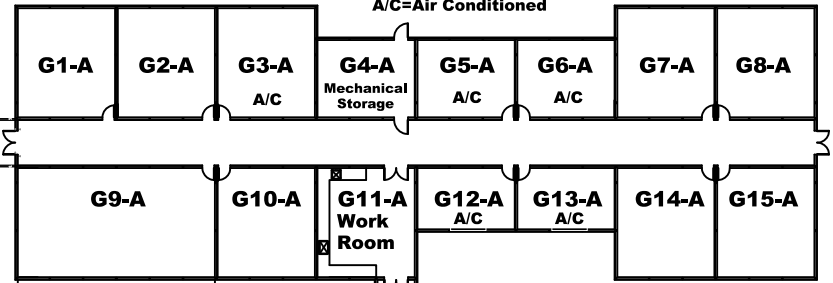 A/C=Air Conditioned
G1-A G2-A G3-A G4-A G5-A G6-A G7-A G8-A
Mechanical
A/C Storage A/C A/C
G9-A G10-A G11-A G12-A G13-A G14-A G15-A
Work A/C A/C
Room